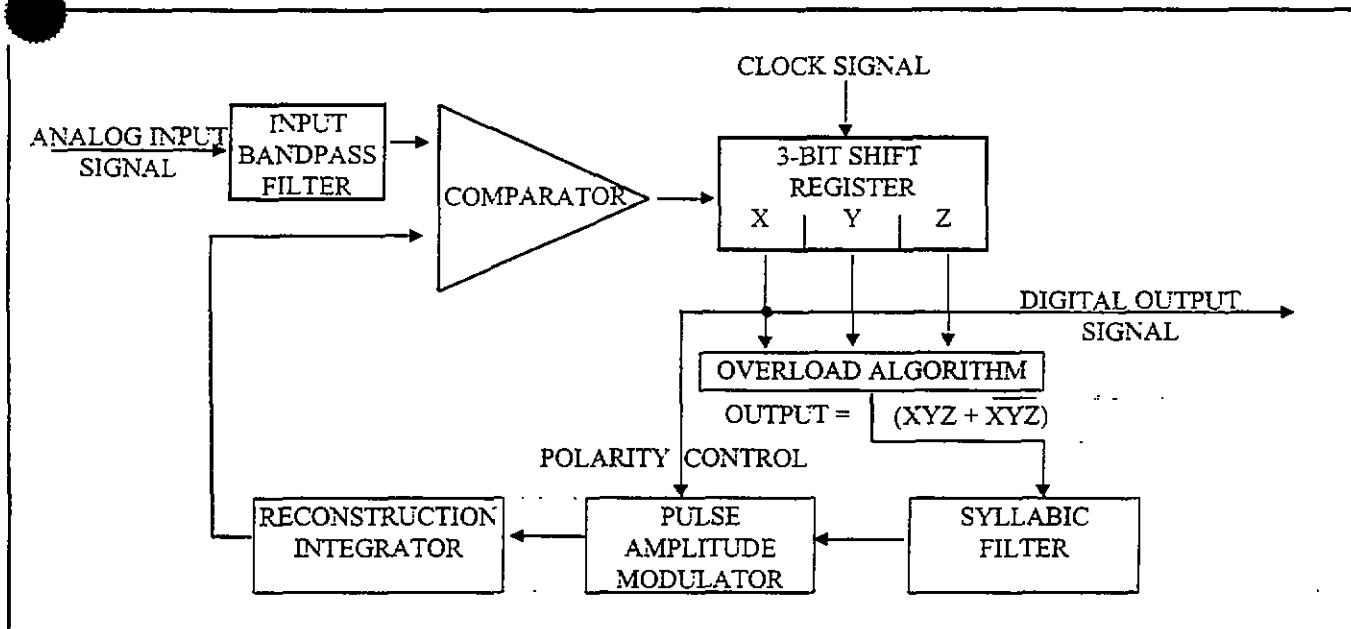 CLOCK SIGNAL
ANALOG INPUT
SIGNAL
INPUT
BANDPASS
FILTER
COMPARATOR
3-BIT SHIFT
REGISTER
X Y Z
DIGITAL OUTPUT
SIGNAL
OVERLOAD ALGORITHM
OUTPUT = (XYZ + X̅Y̅Z̅)
POLARITY CONTROL
RECONSTRUCTION
INTEGRATOR
PULSE
AMPLITUDE
MODULATOR
SYLLABIC
FILTER